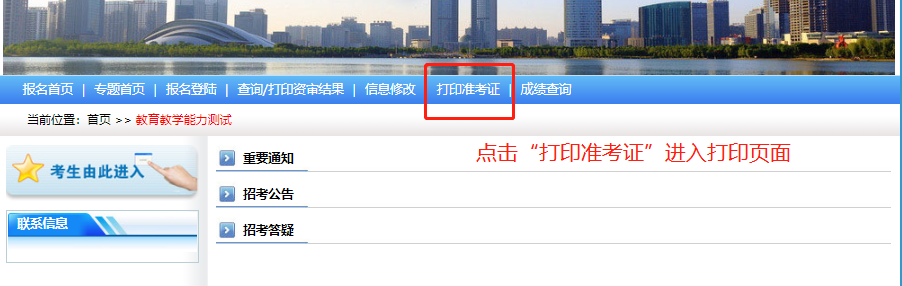 报名首页 | 专题首页 | 报名登陆 | 查询/打印资审结果 | 信息修改 | 打印准考证 | 成绩查询
当前位置：首页 >> 教育教学能力测试
考生由此进入
重要通知
点击“打印准考证”进入打印页面
招考公告
联系信息
招考答疑